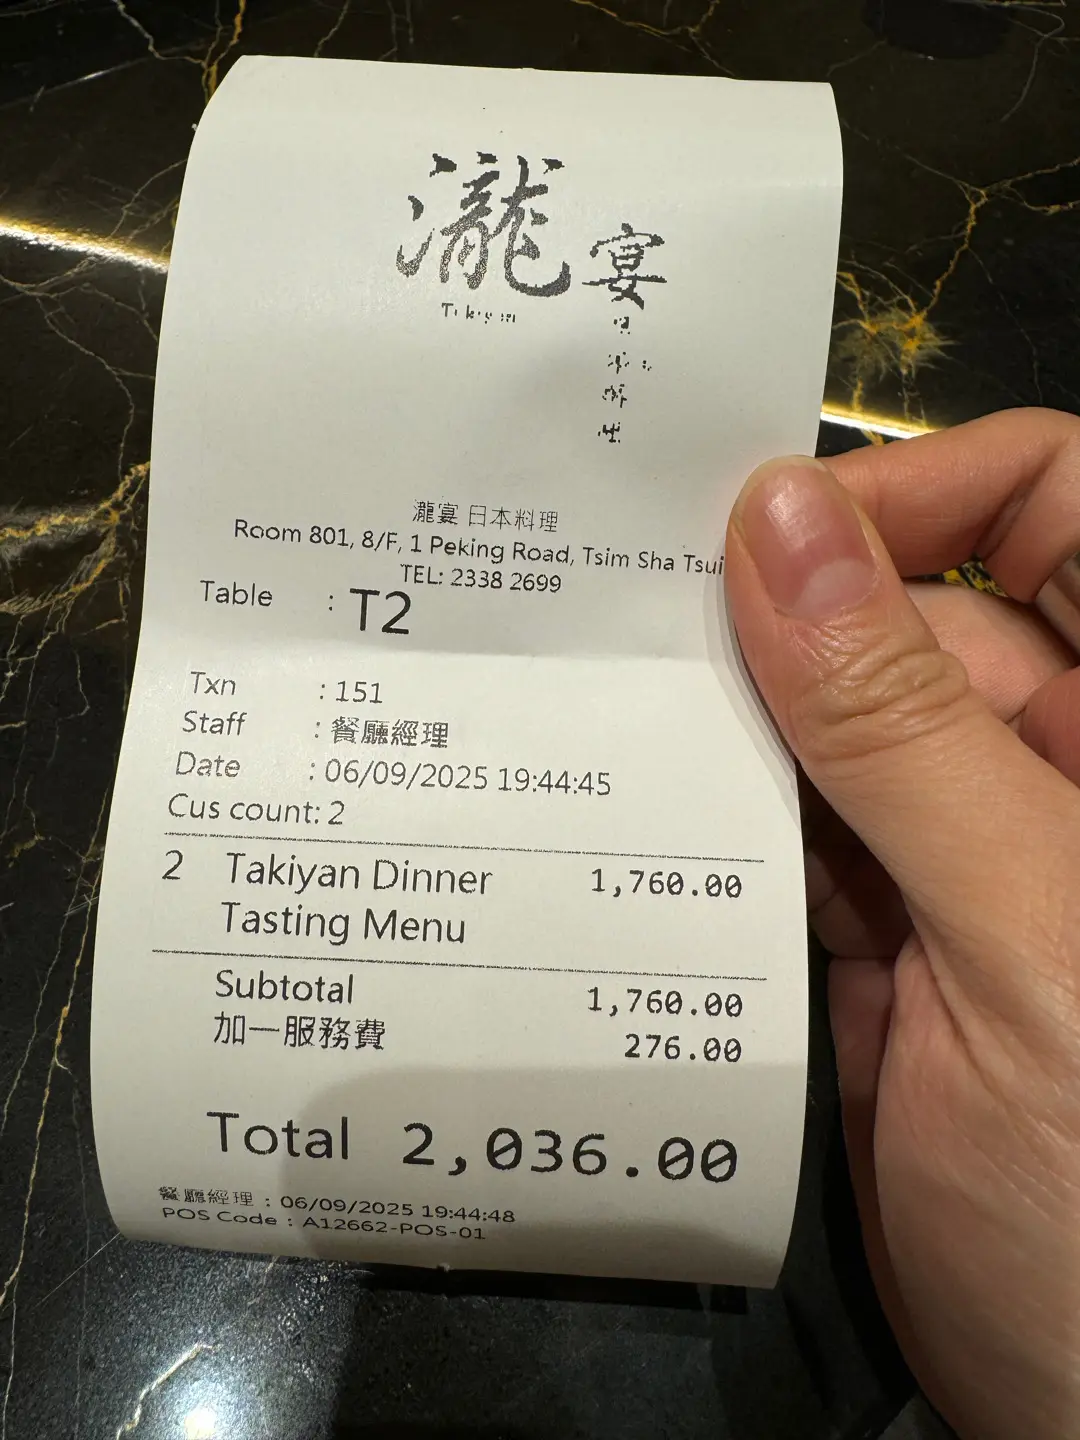 瀧宴
瀧宴 日本料理
Room 801, 8/F, 1 Peking Road, Tsim Sha Tsui
TEL: 2338 2699
Table : T2
Txn : 151
Staff : 餐廳經理
Date : 06/09/2025 19:44:45
Cus count: 2
2 Takiyan Dinner 1,760.00
Tasting Menu
Subtotal 1,760.00
加一服務費 276.00
Total 2,036.00
餐廳經理 : 06/09/2025 19:44:48
POS Code : A12662-POS-01